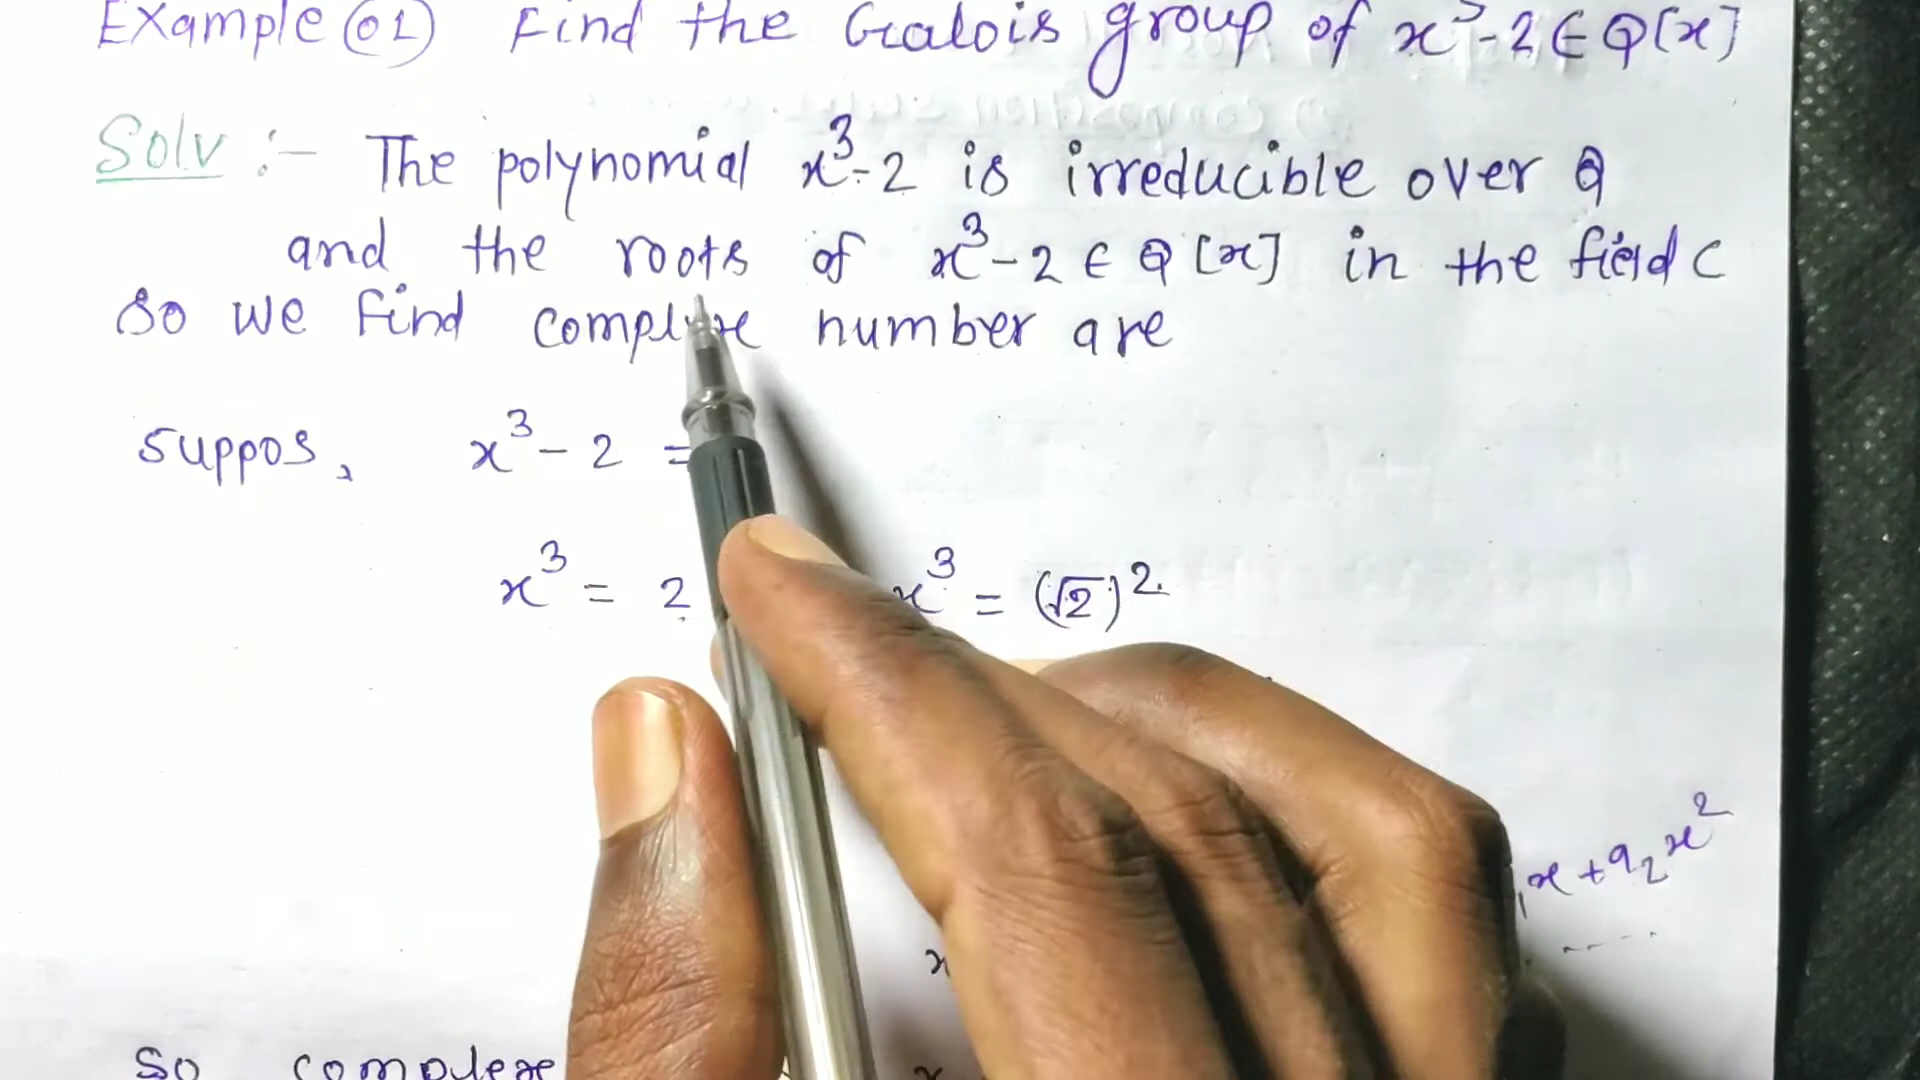 Example 01 Find the Galois group of x³-2 ∈ Q[x]
Solv :- The polynomial x³-2 is irreducible over Q
and the roots of x³-2 ∈ Q[x] in the field C
so we find complex number are
suppos, x³ - 2 =
x³ = 2 x³ = (√2)².
x + a₂x²
-----
x
So complex
x